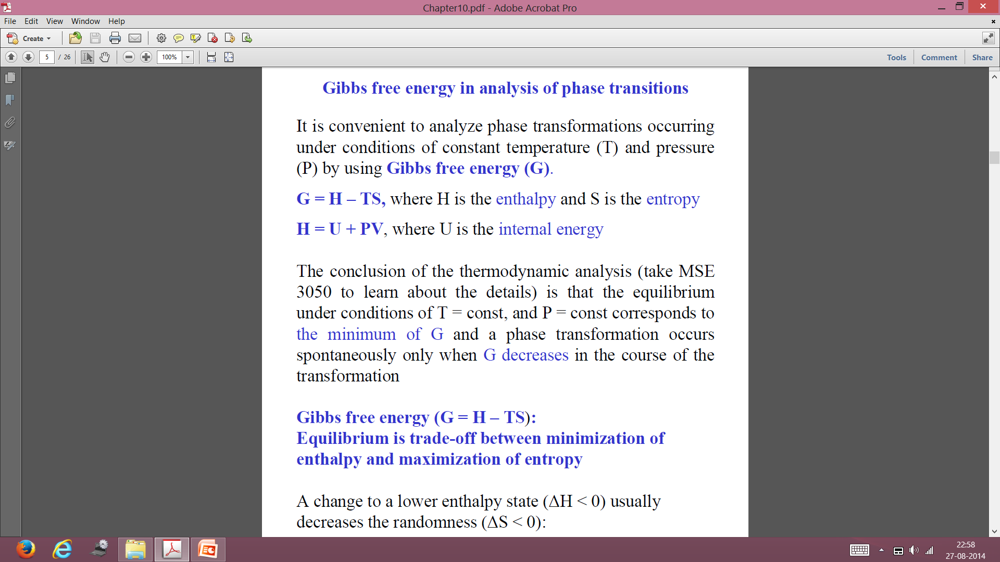 Chapter10.pdf - Adobe Acrobat Pro
File Edit View Window Help
Create
5 / 26 100% Tools Comment Share
Gibbs free energy in analysis of phase transitions
It is convenient to analyze phase transformations occurring
under conditions of constant temperature (T) and pressure
(P) by using Gibbs free energy (G).
G = H – TS, where H is the enthalpy and S is the entropy
H = U + PV, where U is the internal energy
The conclusion of the thermodynamic analysis (take MSE
3050 to learn about the details) is that the equilibrium
under conditions of T = const, and P = const corresponds to
the minimum of G and a phase transformation occurs
spontaneously only when G decreases in the course of the
transformation
Gibbs free energy (G = H – TS):
Equilibrium is trade-off between minimization of
enthalpy and maximization of entropy
A change to a lower enthalpy state (ΔH < 0) usually
decreases the randomness (ΔS < 0):
22:58
27-08-2014